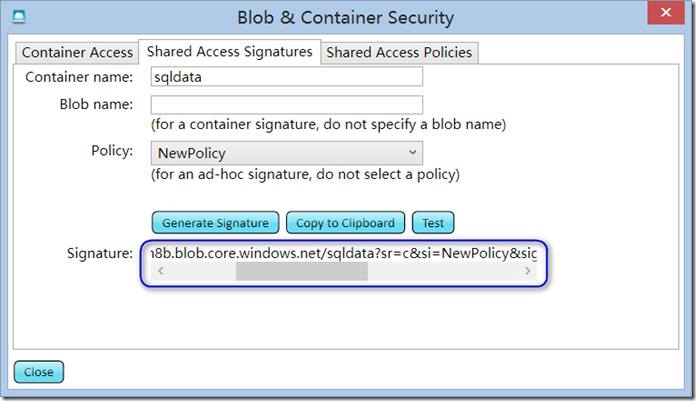 Blob & Container Security
Container Access Shared Access Signatures Shared Access Policies
Container name: sqldata
Blob name:
(for a container signature, do not specify a blob name)
Policy: NewPolicy
(for an ad-hoc signature, do not select a policy)
Generate Signature Copy to Clipboard Test
Signature: 8b.blob.core.windows.net/sqldata?sr=c&si=NewPolicy&sig
Close